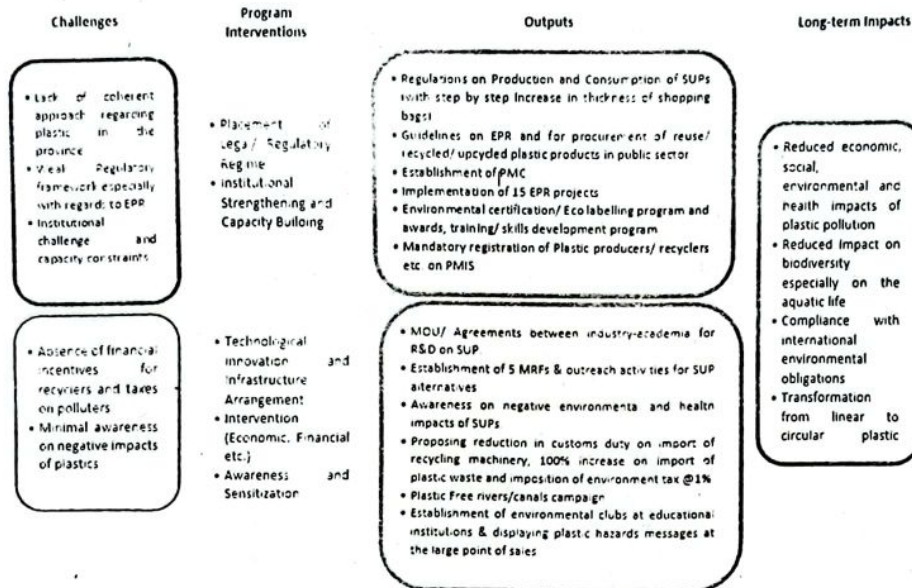 Challenges
Program
Interventions
Outputs
Long-term Impacts
• Lack of coherent
approach regarding
plastic in the
province
• Weak Regulatory
framework especially
with regards to EPR
• Institutional
challenge and
capacity constraints
• Placement of
Legal/ Regulatory
Regime
• Institutional
Strengthening and
Capacity Building
• Regulations on Production and Consumption of SUPs
(with step by step Increase in thickness of shopping
bags)
• Guidelines on EPR and for procurement of reuse/
recycled/ upcycled plastic products in public sector
• Establishment of PMC
• Implementation of 15 EPR projects
• Environmental certification/ Eco labelling program and
awards, training/ skills development program
• Mandatory registration of Plastic producers/ recyclers
etc. on PMIS
• Absence of financial
incentives for
recyclers and taxes
on polluters
• Minimal awareness
on negative impacts
of plastics
• Technological
Innovation and
Infrastructure
Arrangement
• Intervention
(Economic, Financial
etc.)
• Awareness and
Sensitization
• MOU/ Agreements between industry-academia for
R&D on SUP
• Establishment of 5 MRFs & outreach activities for SUP
alternatives
• Awareness on negative environmental and health
impacts of SUPs
• Proposing reduction in customs duty on import of
recycling machinery, 100% increase on import of
plastic waste and imposition of environment tax @1%
• Plastic Free rivers/canals campaign
• Establishment of environmental clubs at educational
institutions & displaying plastic hazards messages at
the large point of sales
• Reduced economic,
social,
environmental and
health impacts of
plastic pollution
• Reduced impact on
biodiversity
especially on the
aquatic life
• Compliance with
international
environmental
obligations
• Transformation
from linear to
circular plastic